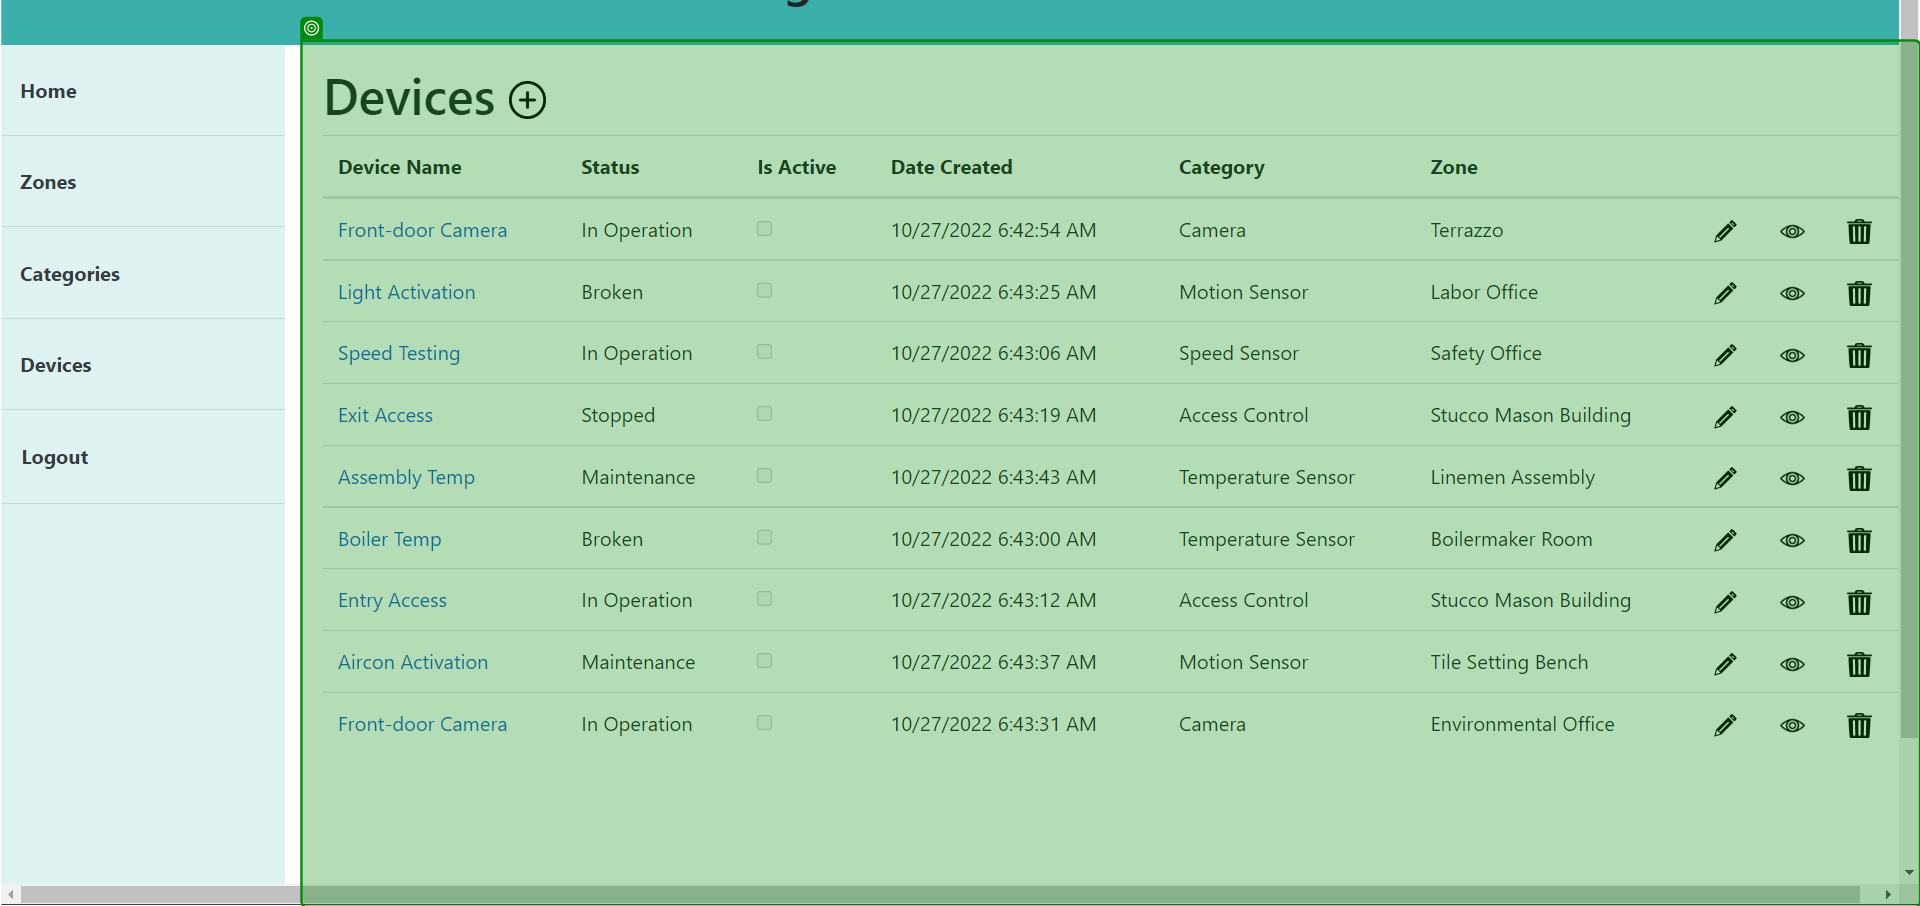 Home
Zones
Categories
Devices
Logout
Devices
Device Name Status Is Active Date Created Category Zone
Front-door Camera In Operation 10/27/2022 6:42:54 AM Camera Terrazzo
Light Activation Broken 10/27/2022 6:43:25 AM Motion Sensor Labor Office
Speed Testing In Operation 10/27/2022 6:43:06 AM Speed Sensor Safety Office
Exit Access Stopped 10/27/2022 6:43:19 AM Access Control Stucco Mason Building
Assembly Temp Maintenance 10/27/2022 6:43:43 AM Temperature Sensor Linemen Assembly
Boiler Temp Broken 10/27/2022 6:43:00 AM Temperature Sensor Boilermaker Room
Entry Access In Operation 10/27/2022 6:43:12 AM Access Control Stucco Mason Building
Aircon Activation Maintenance 10/27/2022 6:43:37 AM Motion Sensor Tile Setting Bench
Front-door Camera In Operation 10/27/2022 6:43:31 AM Camera Environmental Office